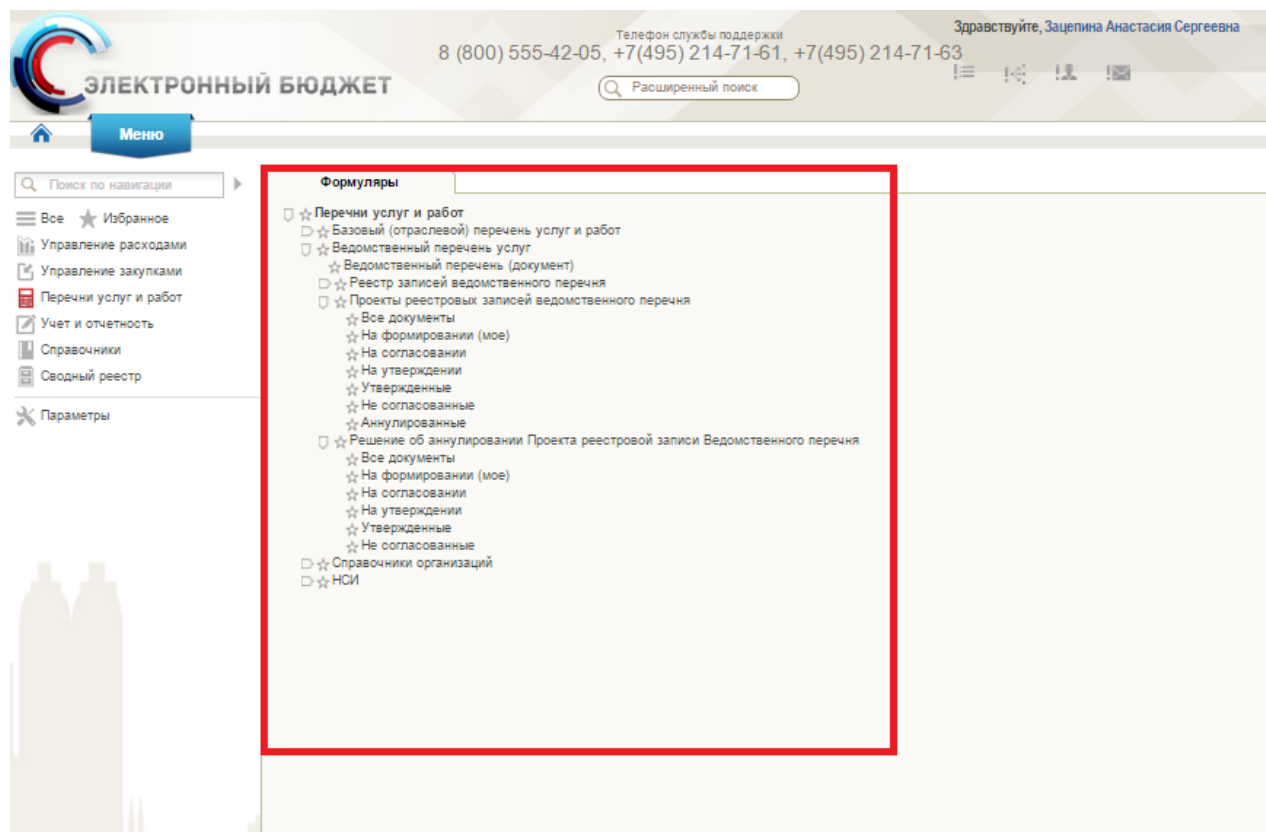 Телефон службы поддержки
8 (800) 555-42-05, +7(495) 214-71-61, +7(495) 214-71-63
Здравствуйте, Зацепина Анастасия Сергеевна
ЭЛЕКТРОННЫЙ БЮДЖЕТ
Расширенный поиск
Меню
Поиск по навигации
Все Избранное
Управление расходами
Управление закупками
Перечни услуг и работ
Учет и отчетность
Справочники
Сводный реестр
Параметры
Формуляры
Перечни услуг и работ
Базовый (отраслевой) перечень услуг и работ
Ведомственный перечень услуг
Ведомственный перечень (документ)
Реестр записей ведомственного перечня
Проекты реестровых записей ведомственного перечня
Все документы
На формировании (мое)
На согласовании
На утверждении
Утвержденные
Не согласованные
Аннулированные
Решение об аннулировании Проекта реестровой записи Ведомственного перечня
Все документы
На формировании (мое)
На согласовании
На утверждении
Утвержденные
Не согласованные
Справочники организаций
НСИ